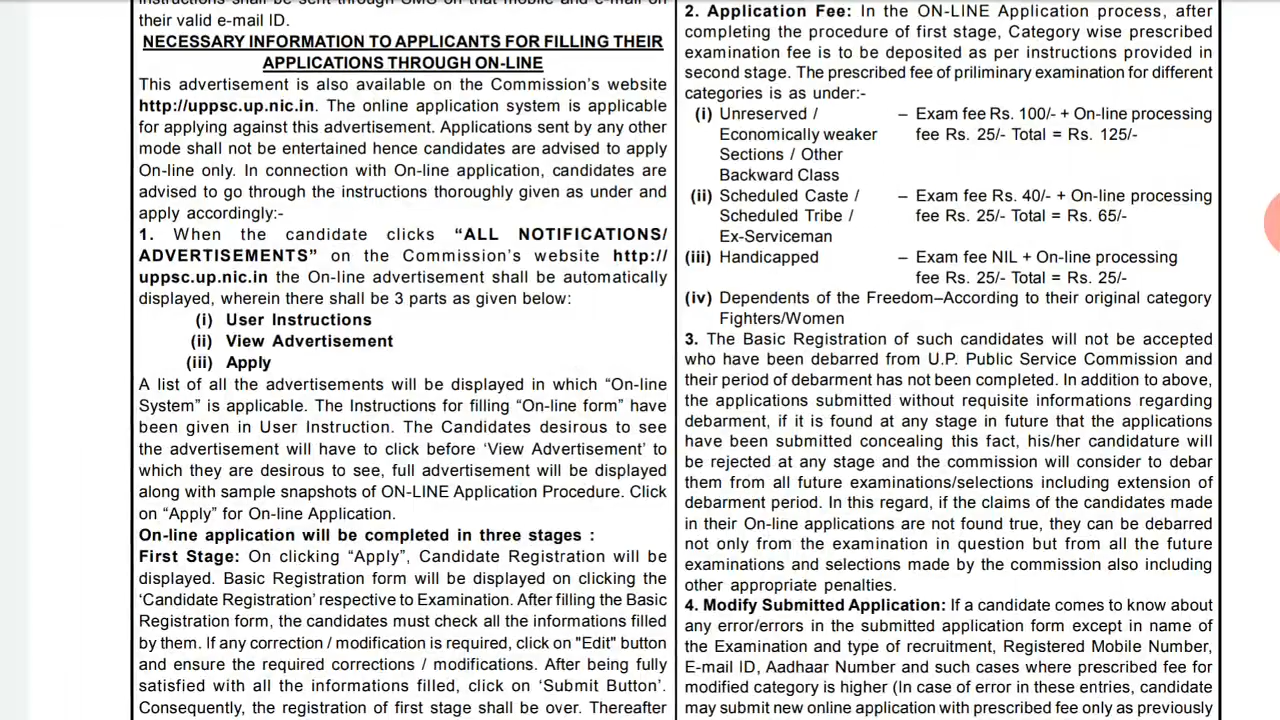 instructions shall be sent through SMS on that mobile and e-mail on
their valid e-mail ID.
NECESSARY INFORMATION TO APPLICANTS FOR FILLING THEIR
APPLICATIONS THROUGH ON-LINE
This advertisement is also available on the Commission's website
http://uppsc.up.nic.in. The online application system is applicable
for applying against this advertisement. Applications sent by any other
mode shall not be entertained hence candidates are advised to apply
On-line only. In connection with On-line application, candidates are
advised to go through the instructions thoroughly given as under and
apply accordingly:-
1. When the candidate clicks “ALL NOTIFICATIONS/
ADVERTISEMENTS” on the Commission's website http://
uppsc.up.nic.in the On-line advertisement shall be automatically
displayed, wherein there shall be 3 parts as given below:
(i) User Instructions
(ii) View Advertisement
(iii) Apply
A list of all the advertisements will be displayed in which “On-line
System” is applicable. The Instructions for filling “On-line form” have
been given in User Instruction. The Candidates desirous to see
the advertisement will have to click before ‘View Advertisement’ to
which they are desirous to see, full advertisement will be displayed
along with sample snapshots of ON-LINE Application Procedure. Click
on “Apply” for On-line Application.
On-line application will be completed in three stages :
First Stage: On clicking “Apply”, Candidate Registration will be
displayed. Basic Registration form will be displayed on clicking the
‘Candidate Registration’ respective to Examination. After filling the Basic
Registration form, the candidates must check all the informations filled
by them. If any correction / modification is required, click on "Edit" button
and ensure the required corrections / modifications. After being fully
satisfied with all the informations filled, click on ‘Submit Button’.
Consequently, the registration of first stage shall be over. Thereafter
2. Application Fee: In the ON-LINE Application process, after
completing the procedure of first stage, Category wise prescribed
examination fee is to be deposited as per instructions provided in
second stage. The prescribed fee of priliminary examination for different
categories is as under:-
(i) Unreserved / – Exam fee Rs. 100/- + On-line processing
Economically weaker fee Rs. 25/- Total = Rs. 125/-
Sections / Other
Backward Class
(ii) Scheduled Caste / – Exam fee Rs. 40/- + On-line processing
Scheduled Tribe / fee Rs. 25/- Total = Rs. 65/-
Ex-Serviceman
(iii) Handicapped – Exam fee NIL + On-line processing
fee Rs. 25/- Total = Rs. 25/-
(iv) Dependents of the Freedom–According to their original category
Fighters/Women
3. The Basic Registration of such candidates will not be accepted
who have been debarred from U.P. Public Service Commission and
their period of debarment has not been completed. In addition to above,
the applications submitted without requisite informations regarding
debarment, if it is found at any stage in future that the applications
have been submitted concealing this fact, his/her candidature will
be rejected at any stage and the commission will consider to debar
them from all future examinations/selections including extension of
debarment period. In this regard, if the claims of the candidates made
in their On-line applications are not found true, they can be debarred
not only from the examination in question but from all the future
examinations and selections made by the commission also including
other appropriate penalties.
4. Modify Submitted Application: If a candidate comes to know about
any error/errors in the submitted application form except in name of
the Examination and type of recruitment, Registered Mobile Number,
E-mail ID, Aadhaar Number and such cases where prescribed fee for
modified category is higher (In case of error in these entries, candidate
may submit new online application with prescribed fee only as previously